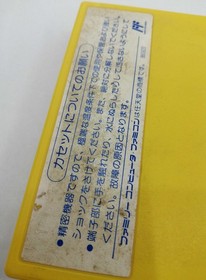 カセットについてのお願い
●精密機器ですので、極端な温度条件下での使用や保管および強い
ショックをさけてください。また、絶対に分解しないでください。
●端子部に手を触れたり、水にぬらしたりして汚さないようにして
ください。故障の原因となります。
ファミリーコンピュータ・ファミコンは任天堂の商標です。